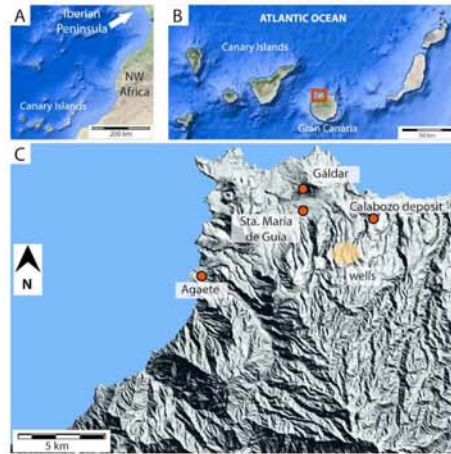 A
Iberian
Peninsula
NW
Africa
Canary Islands
200 km
B
ATLANTIC OCEAN
Canary Islands
Gran Canaria
50 km
C
Gáldar
Calabozo deposit
Sta. María
de Guía
wells
Agaete
N
5 km